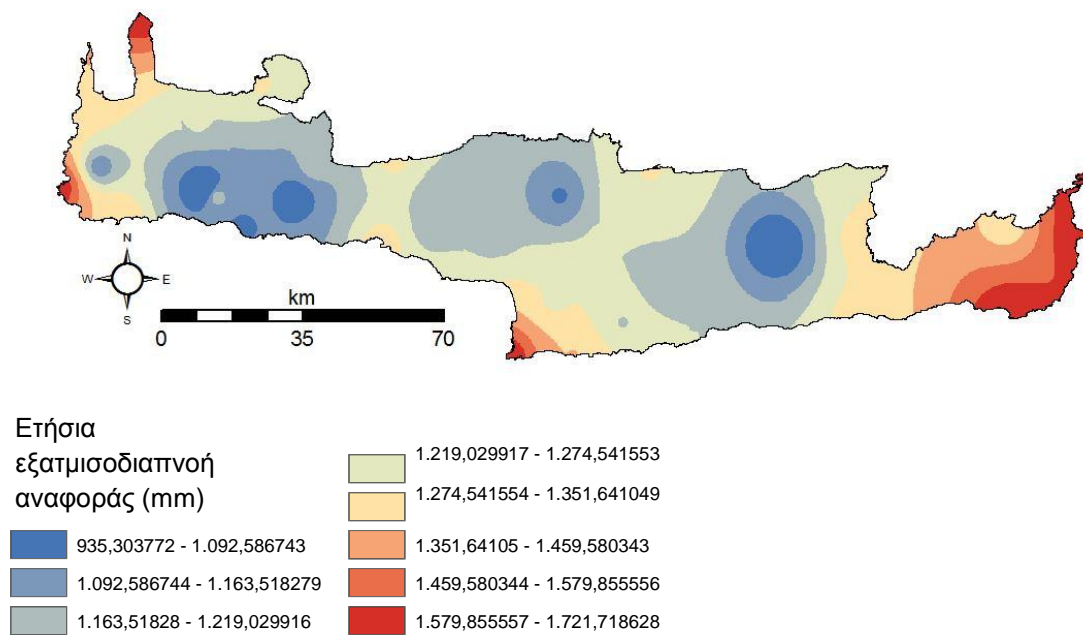 N
W E
S
km
0 35 70
Ετήσια
εξατμισοδιαπνοή
αναφοράς (mm)
935,303772 - 1.092,586743
1.092,586744 - 1.163,518279
1.163,51828 - 1.219,029916
1.219,029917 - 1.274,541553
1.274,541554 - 1.351,641049
1.351,64105 - 1.459,580343
1.459,580344 - 1.579,855556
1.579,855557 - 1.721,718628